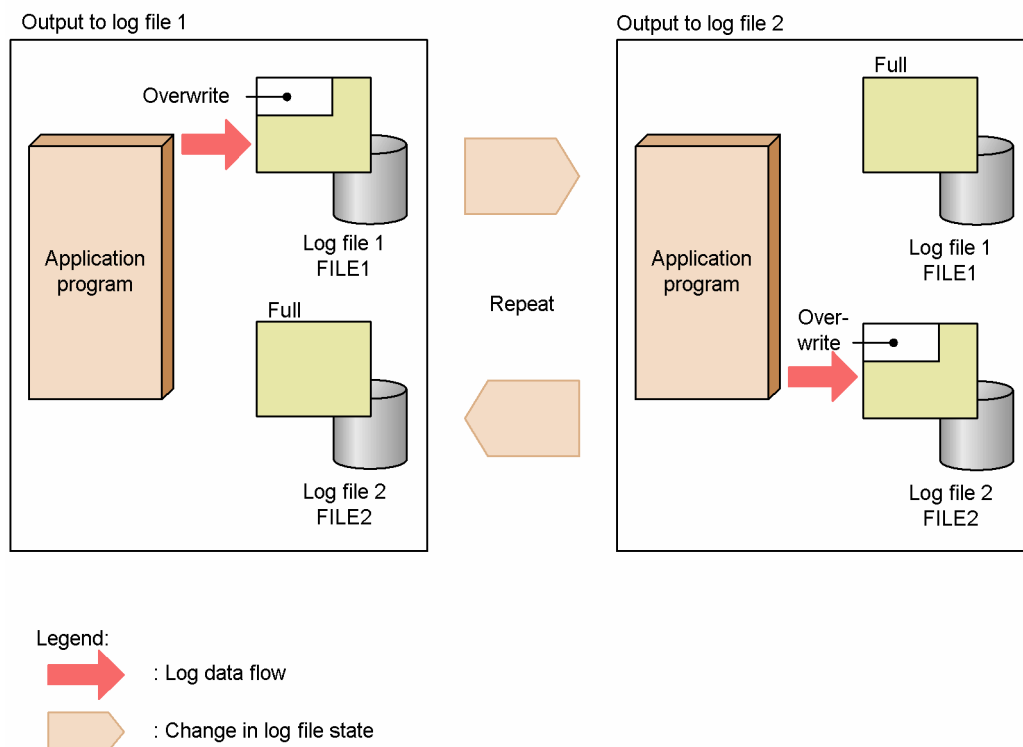 Output to log file 1
Overwrite
Application
program
Log file 1
FILE1
Full
Log file 2
FILE2
Repeat
Output to log file 2
Full
Application
program
Log file 1
FILE1
Over-
write
Log file 2
FILE2
Legend:
: Log data flow
: Change in log file state